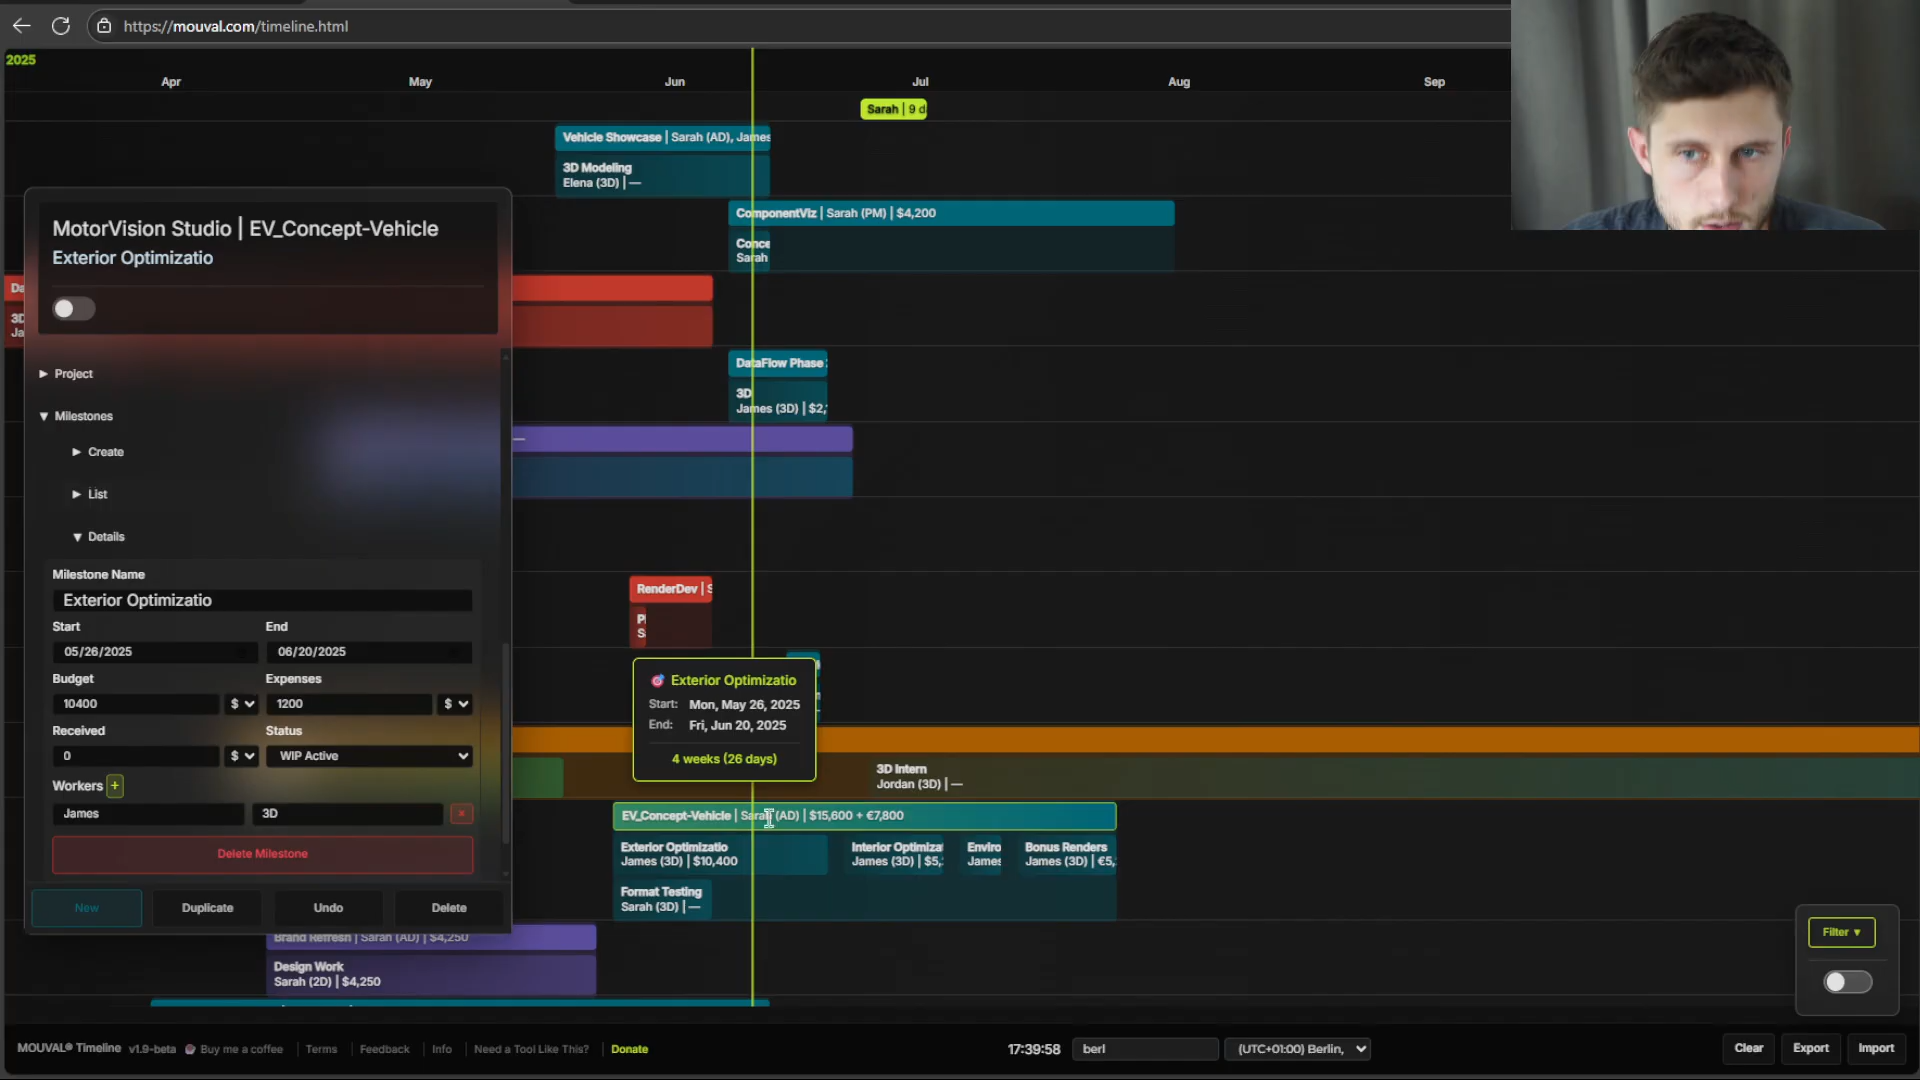 https://mouval.com/timeline.html
2025
Apr
May
Jun
Jul
Aug
Sep
Sarah | 9 d
Vehicle Showcase | Sarah (AD), James
3D Modeling
Elena (3D) | —
ComponentViz | Sarah (PM) | $4,200
Conce
Sarah
MotorVision Studio | EV_Concept-Vehicle
Exterior Optimizatio
Da
3D
Ja
DataFlow Phase
3D
James (3D) | $2,
▶ Project
▼ Milestones
▶ Create
▶ List
▼ Details
—
Milestone Name
Exterior Optimizatio
Start
End
05/26/2025
06/20/2025
Budget
Expenses
10400
$
1200
$
Received
Status
0
$
WIP Active
Workers +
James
3D
×
Delete Milestone
New
Duplicate
Undo
Delete
RenderDev | S
P
S
Exterior Optimizatio
Start: Mon, May 26, 2025
End: Fri, Jun 20, 2025
4 weeks (26 days)
3D Intern
Jordan (3D) | —
EV_Concept-Vehicle | Sarah (AD) | $15,600 + €7,800
Exterior Optimizatio
James (3D) | $10,400
Interior Optimizat
James (3D) | $5,
Enviro
James
Bonus Renders
James (3D) | €5,
Format Testing
Sarah (3D) | —
Brand Refresh | Sarah (AD) | $4,250
Design Work
Sarah (2D) | $4,250
Filter ▼
MOUVAL® Timeline v1.9-beta
Buy me a coffee
Terms
Feedback
Info
Need a Tool Like This?
Donate
17:39:58
berl
(UTC+01:00) Berlin,
Clear
Export
Import